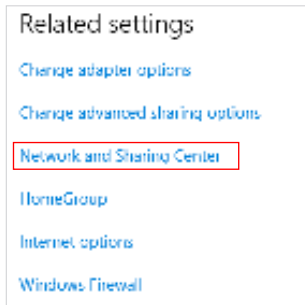 Related settings
Change adapter options
Change advanced sharing options
Network and Sharing Center
HomeGroup
Internet options
Windows Firewall